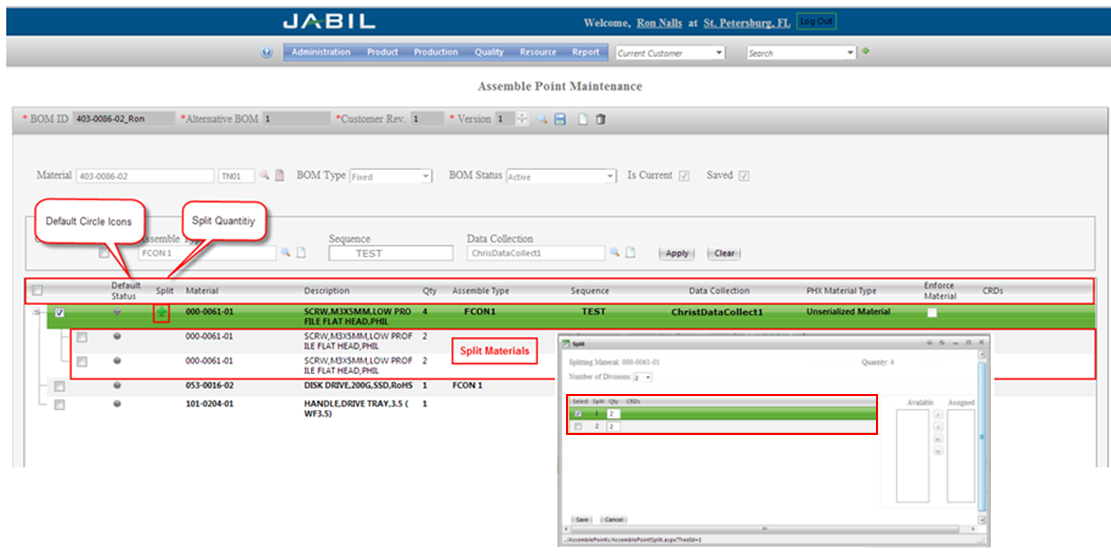 JABIL
Welcome, Ron Nalls at St. Petersburg, FL Log Out
Administration Product Production Quality Resource Report Current Customer Search
Assemble Point Maintenance
* BOM ID 403-0086-02_Ron *Alternative BOM 1 *Customer Rev. 1 * Version 1
Material 403-0086-02 TN01 BOM Type Fixed BOM Status Active Is Current Saved
Default Circle Icons
Split Quantitiy
Sequence Data Collection
FCON 1 TEST ChrisDataCollect1 Apply Clear
Default Status Split Material Description Qty Assemble Type Sequence Data Collection PHX Material Type Enforce Material CRDs
000-0061-01 SCRW,M3X5MM,LOW PRO 4 FCON1 TEST ChristDataCollect1 Unserialized Material
FILE FLAT HEAD,PHIL
000-0061-01 SCRW,M3X5MM,LOW PROF 2
ILE FLAT HEAD,PHIL
Split Materials
000-0061-01 SCRW,M3X5MM,LOW PROF 2
ILE FLAT HEAD,PHIL
053-0016-02 DISK DRIVE,200G,SSD,RoHS 1 FCON 1
101-0204-01 HANDLE,DRIVE TRAY,3.5 ( 1
WF3.5)
Split
Splitting Material: 000-0061-01 Quantity: 4
Number of Divisions: 2
Select Split Qty CRDs Available Assigned
1 2
2 2
Save Cancel
../AssemblePoints/AssemblePointSplit.aspx?TreeId=1